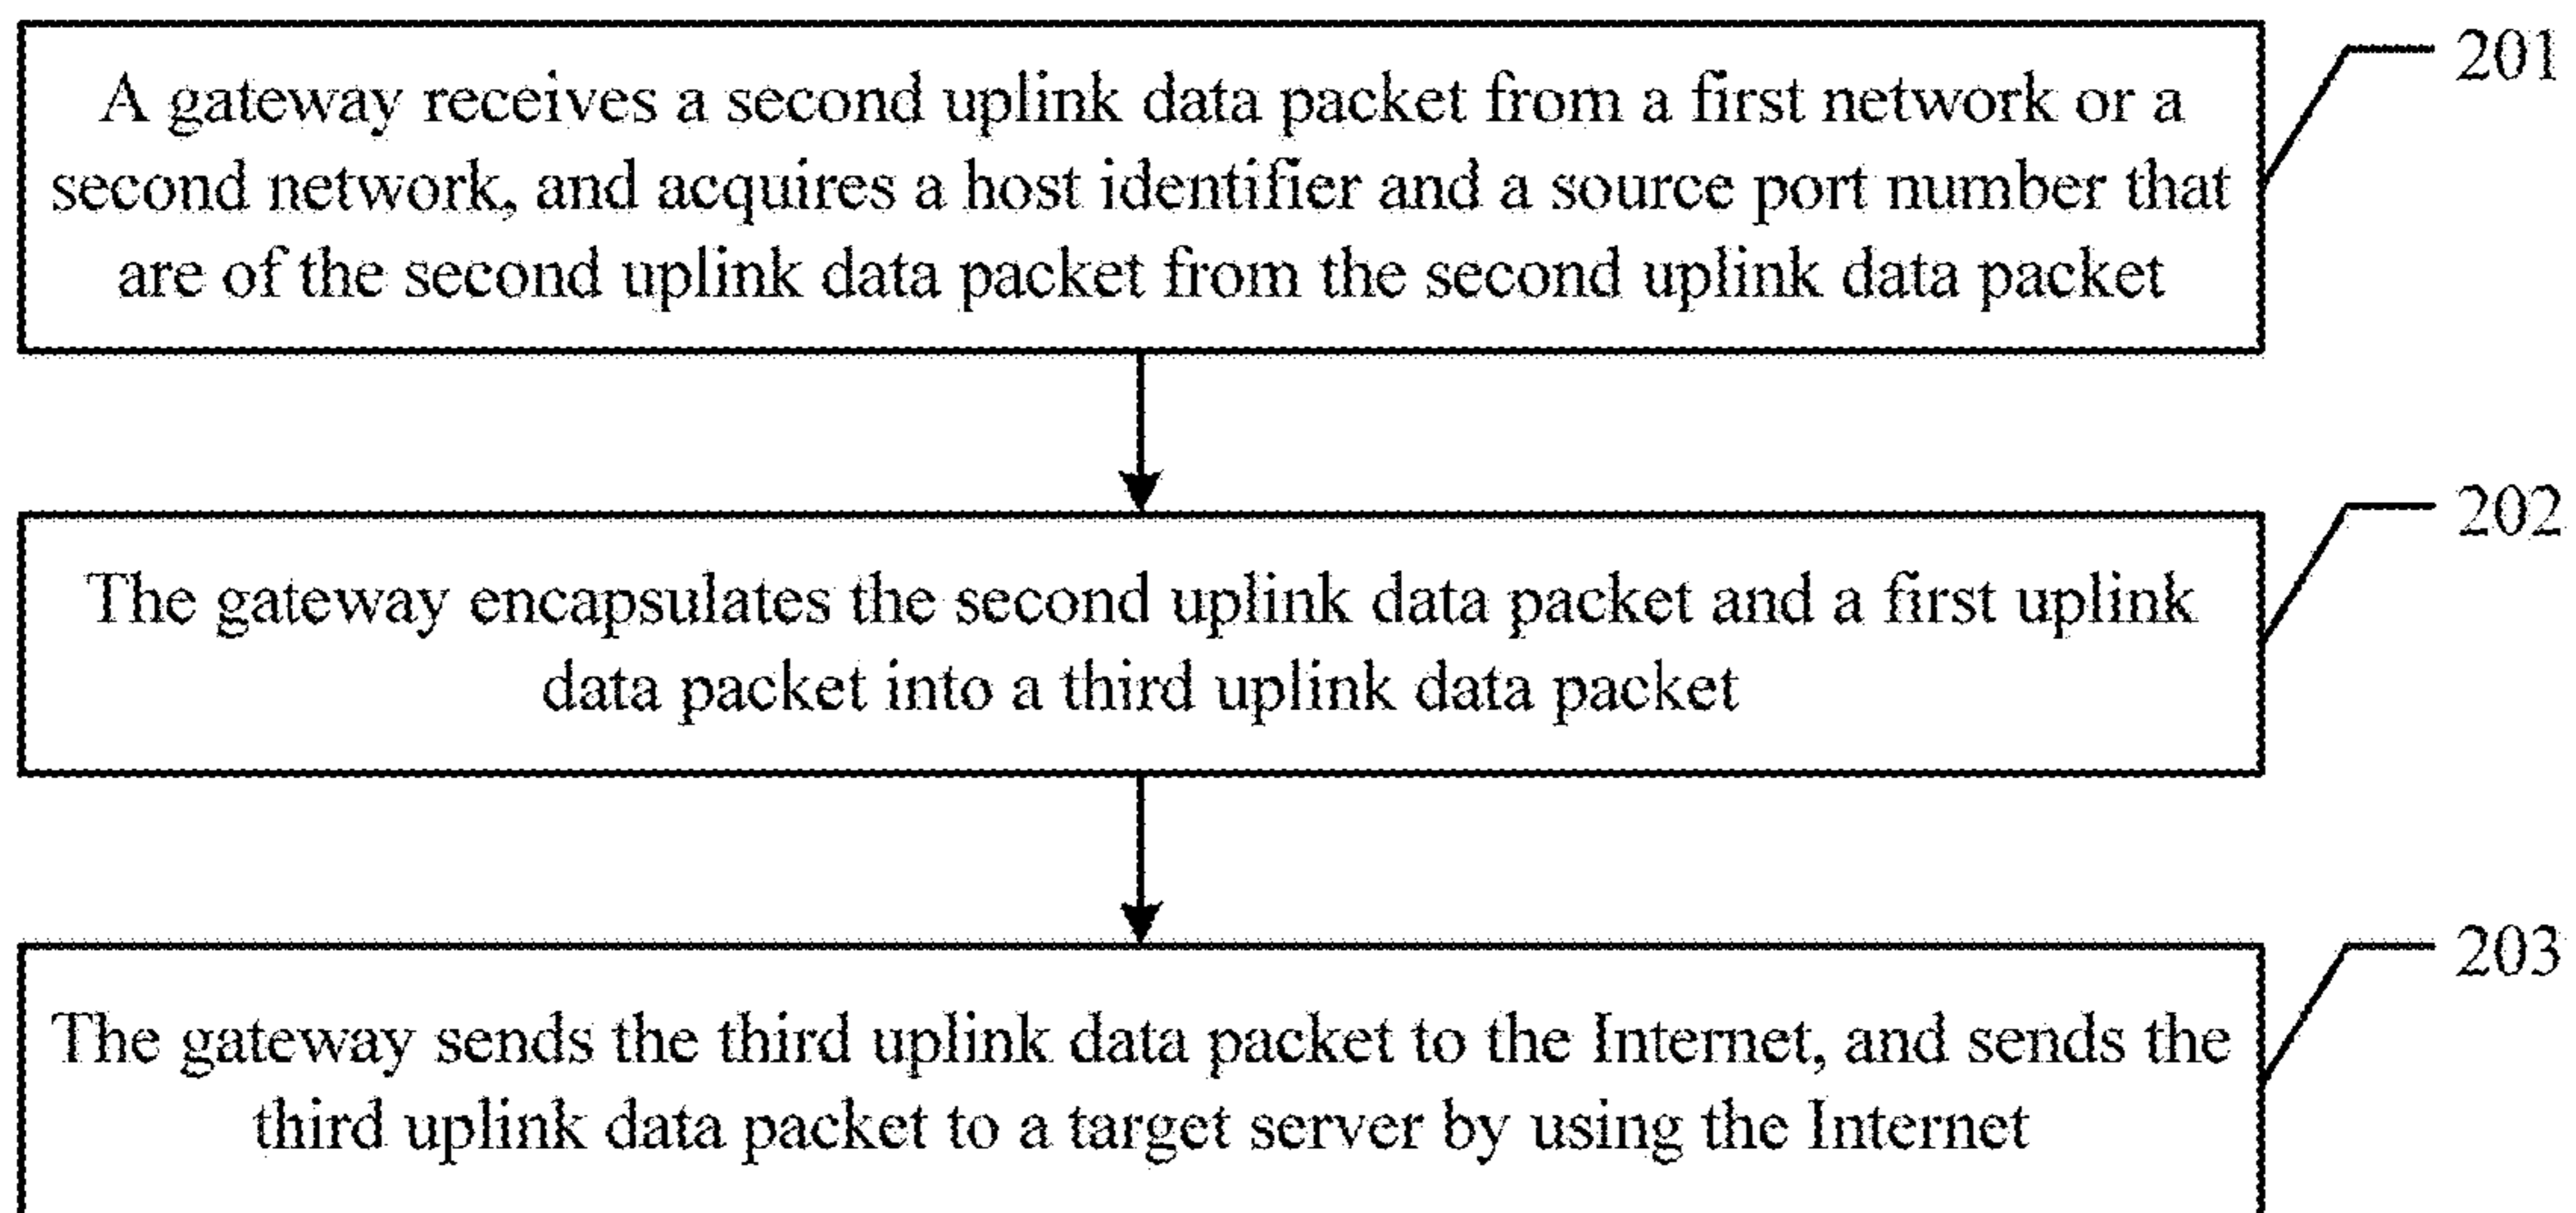 A gateway receives a second uplink data packet from a first network or a
second network, and acquires a host identifier and a source port number that
are of the second uplink data packet from the second uplink data packet
201
The gateway encapsulates the second uplink data packet and a first uplink
data packet into a third uplink data packet
202
The gateway sends the third uplink data packet to the Internet, and sends the
third uplink data packet to a target server by using the Internet
203